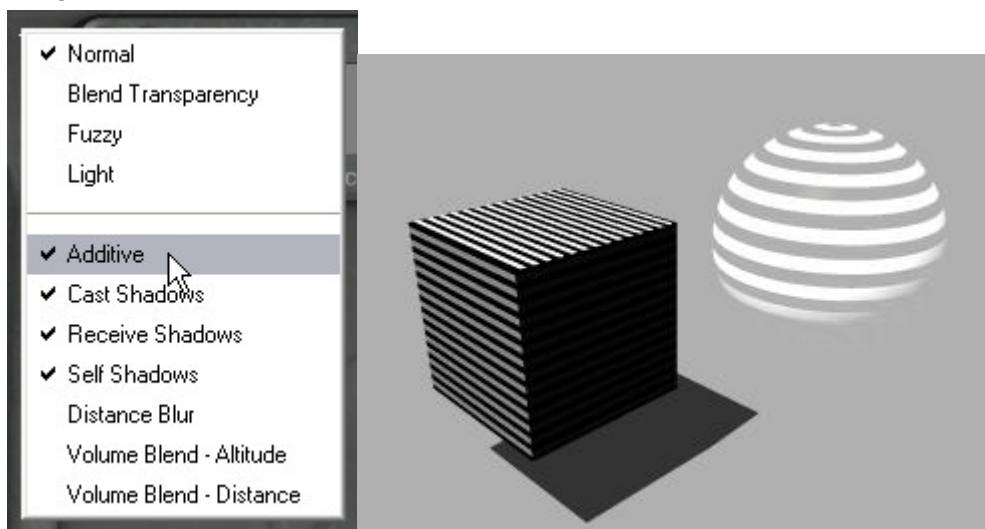 Normal
Blend Transparency
Fuzzy
Light
Additive
Cast Shadows
Receive Shadows
Self Shadows
Distance Blur
Volume Blend - Altitude
Volume Blend - Distance